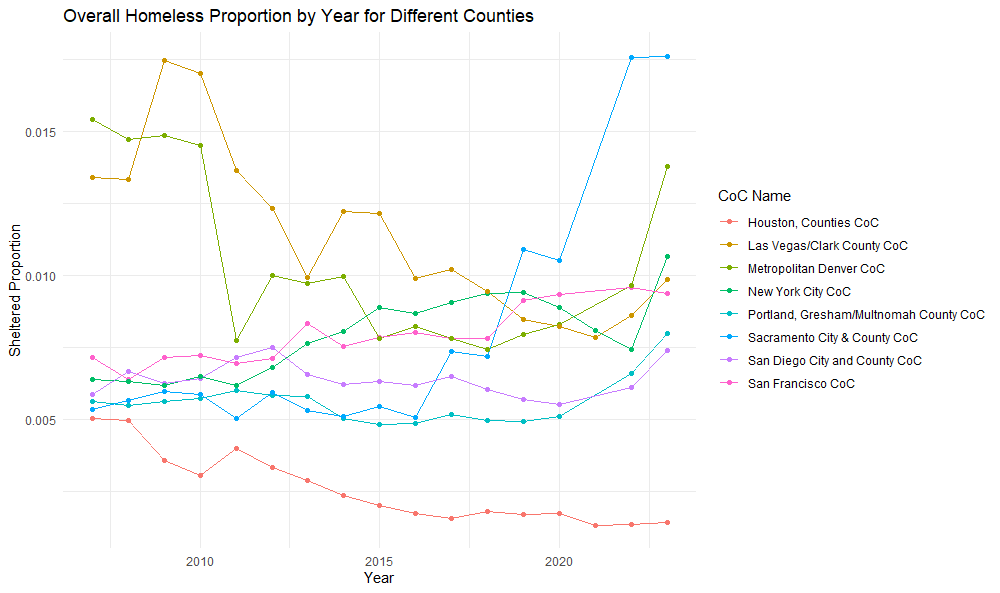 Overall Homeless Proportion by Year for Different Counties
Sheltered Proportion
0.015
0.010
0.005
2010
2015
2020
Year
CoC Name
Houston, Counties CoC
Las Vegas/Clark County CoC
Metropolitan Denver CoC
New York City CoC
Portland, Gresham/Multnomah County CoC
Sacramento City & County CoC
San Diego City and County CoC
San Francisco CoC